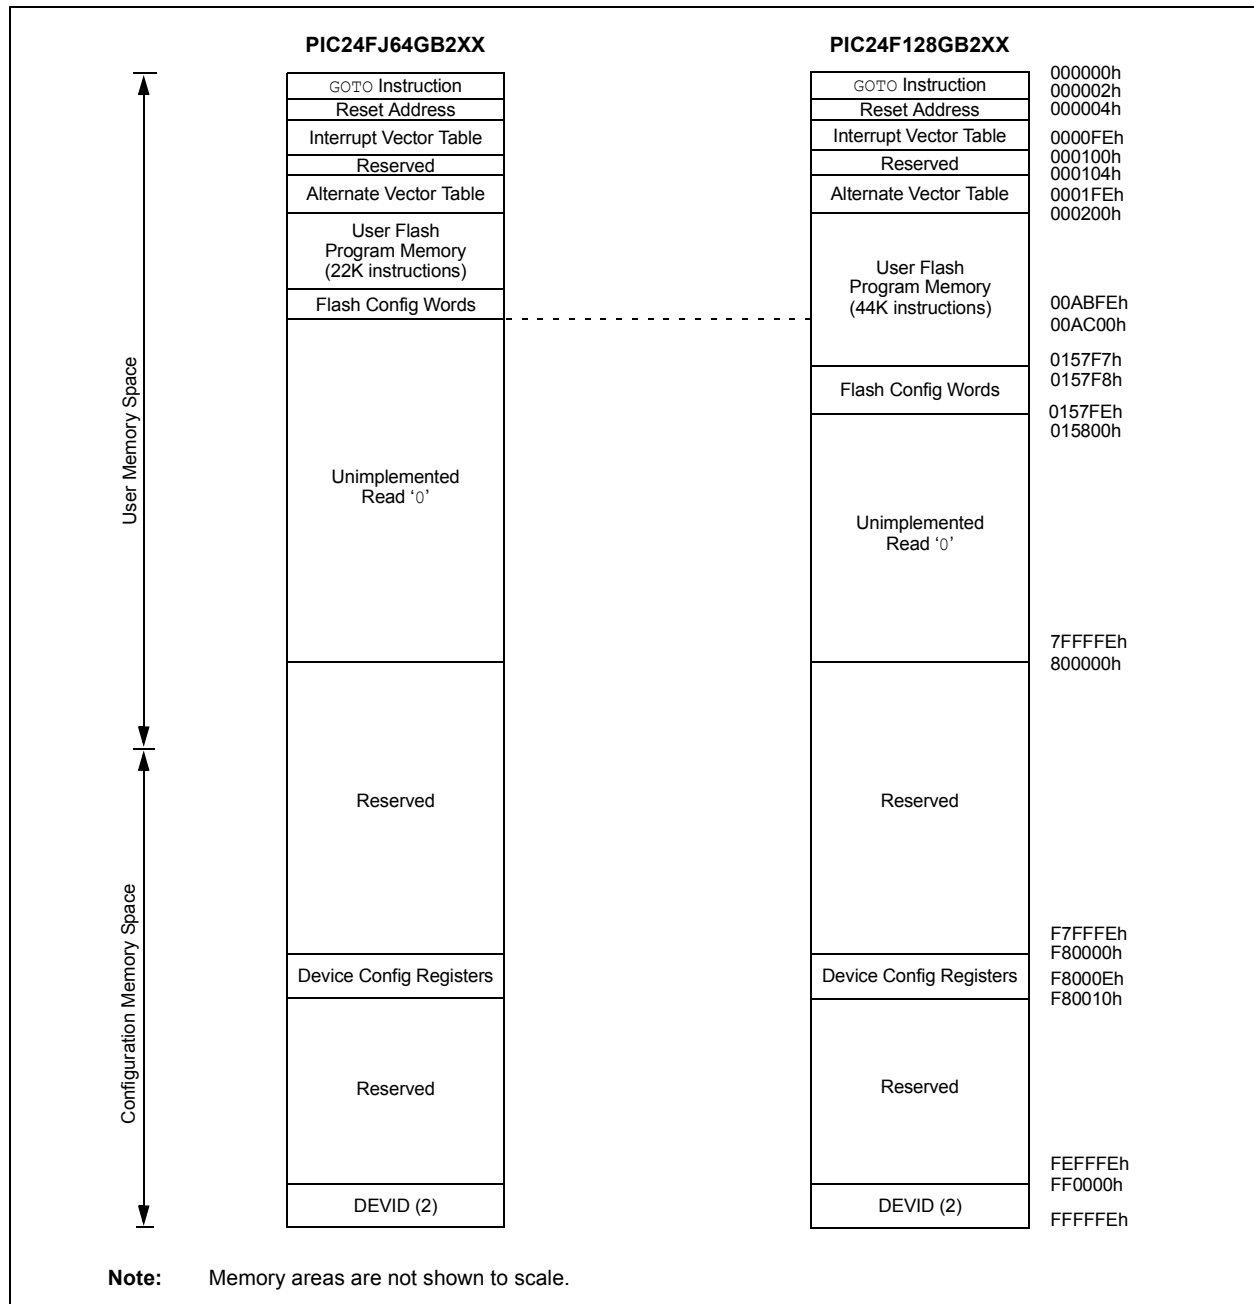 PIC24FJ64GB2XX
GOTO Instruction
Reset Address
Interrupt Vector Table
Reserved
Alternate Vector Table
User Flash
Program Memory
(22K instructions)
Flash Config Words
Unimplemented
Read ‘0’
Reserved
Device Config Registers
Reserved
DEVID (2)
PIC24F128GB2XX
GOTO Instruction
Reset Address
Interrupt Vector Table
Reserved
Alternate Vector Table
User Flash
Program Memory
(44K instructions)
Flash Config Words
Unimplemented
Read ‘0’
Reserved
Device Config Registers
Reserved
DEVID (2)
000000h
000002h
000004h
0000FEh
000100h
000104h
0001FEh
000200h
00ABFEh
00AC00h
0157F7h
0157F8h
0157FEh
015800h
7FFFFEh
800000h
F7FFFEh
F80000h
F8000Eh
F80010h
FEFFFEh
FF0000h
FFFFFEh
User Memory Space
Configuration Memory Space
Note: Memory areas are not shown to scale.